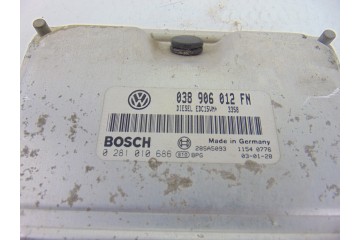 038 906 012 FN
DIESEL EDC15VM+ 3358
BOSCH
Made in Germany
0 281 010 686 BPG
28SA5093 1154 0776
03-01-28